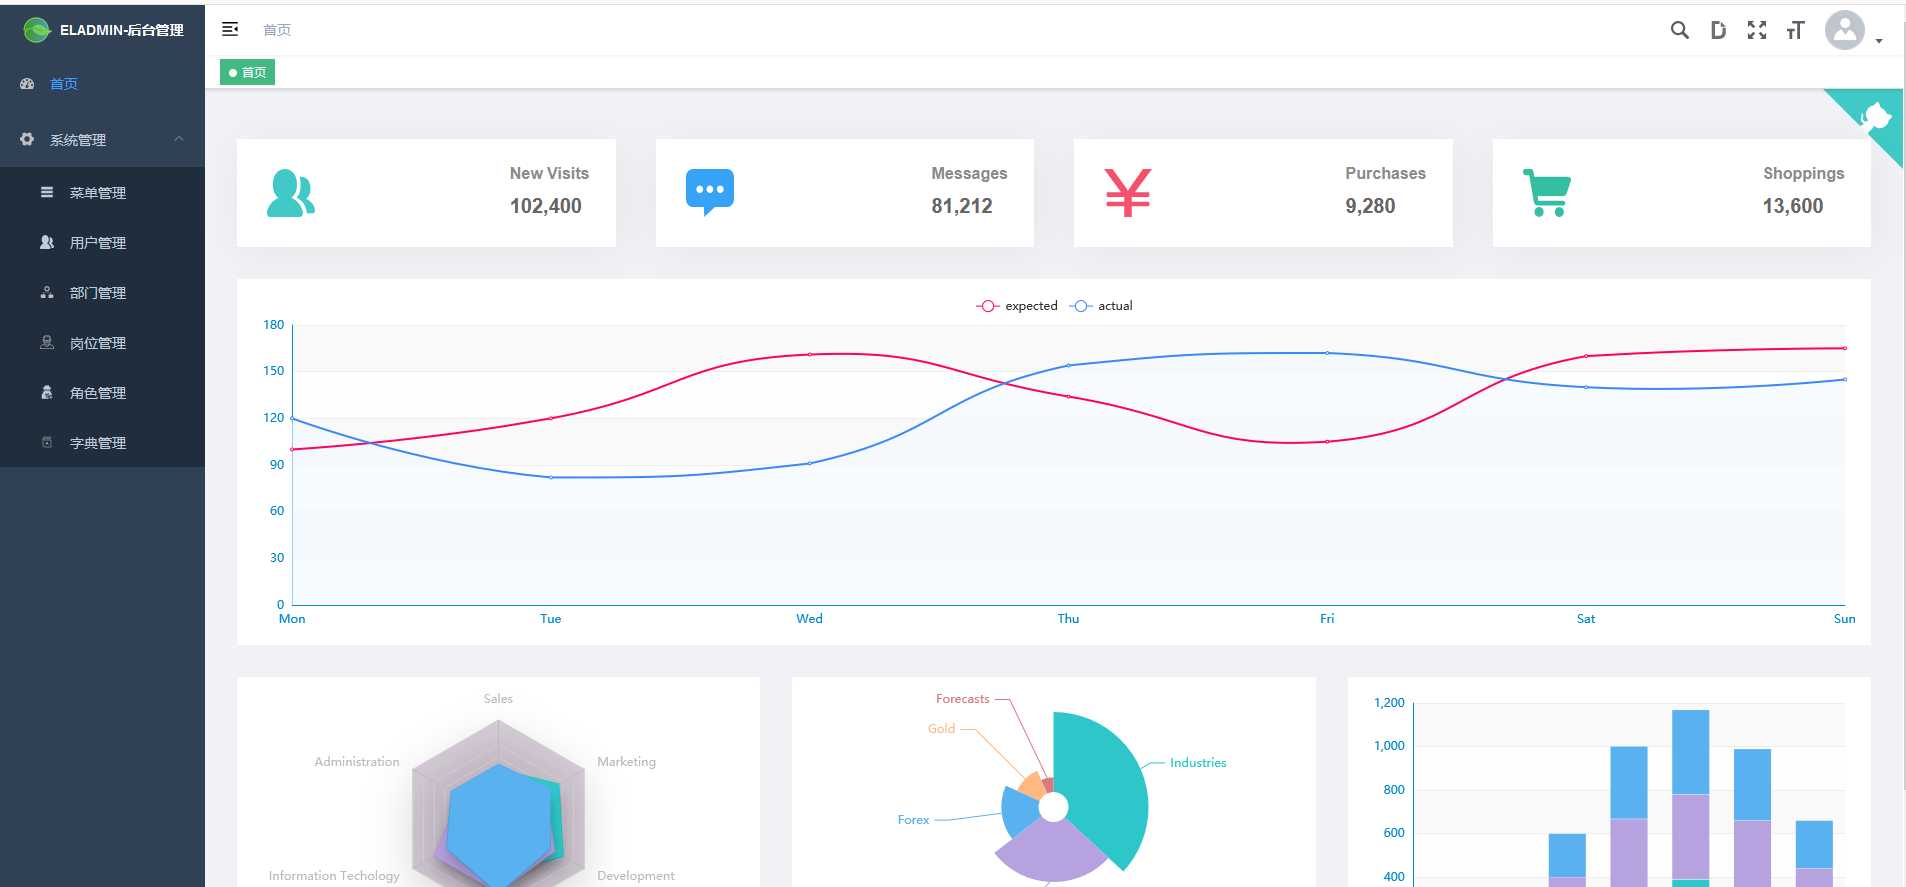 ELADMIN-后台管理
首页
系统管理
菜单管理
用户管理
部门管理
岗位管理
角色管理
字典管理
首页
首页
New Visits
102,400
Messages
81,212
Purchases
9,280
Shoppings
13,600
expected actual
180
150
120
90
60
30
0
Mon Tue Wed Thu Fri Sat Sun
Sales
Administration
Marketing
Information Techology
Development
Forecasts
Gold
Industries
Forex
1,200
1,000
800
600
400